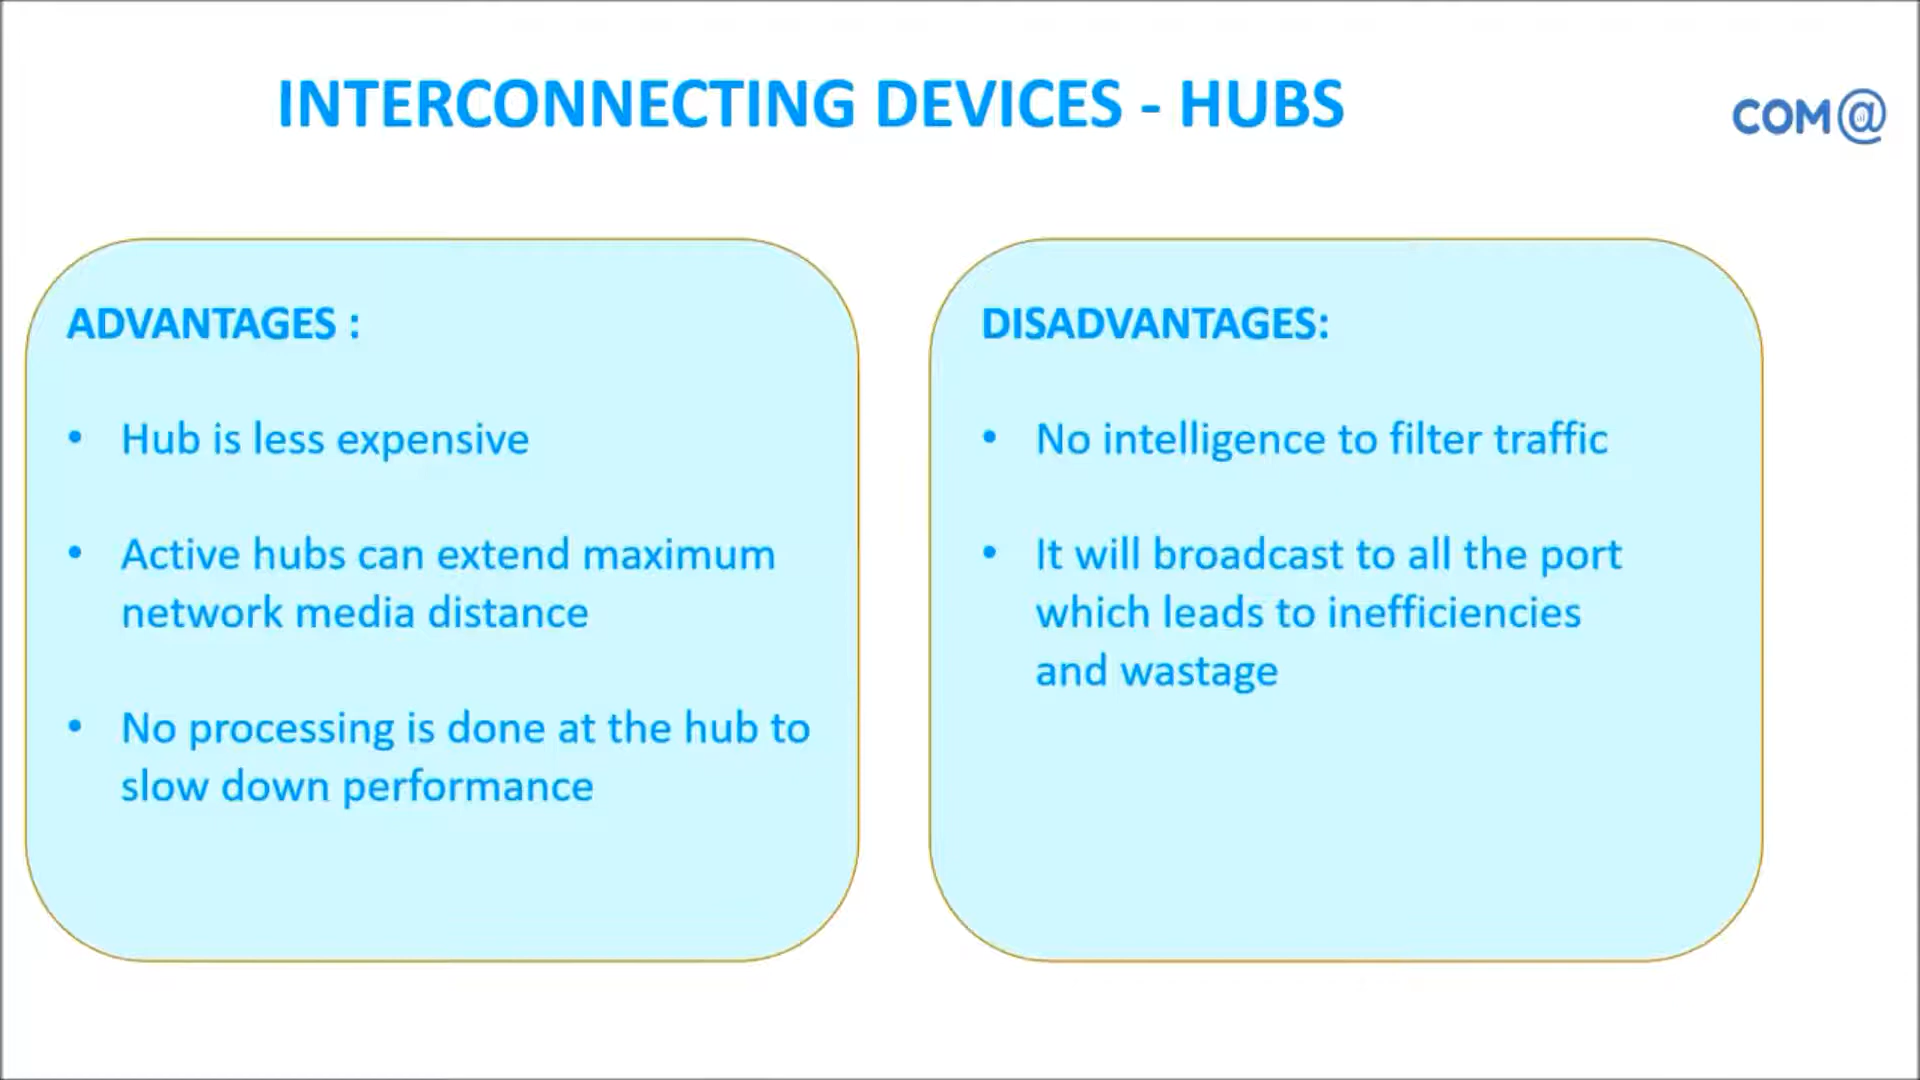 INTERCONNECTING DEVICES - HUBS
COM@
ADVANTAGES :
• Hub is less expensive
• Active hubs can extend maximum
network media distance
• No processing is done at the hub to
slow down performance
DISADVANTAGES:
• No intelligence to filter traffic
• It will broadcast to all the port
which leads to inefficiencies
and wastage